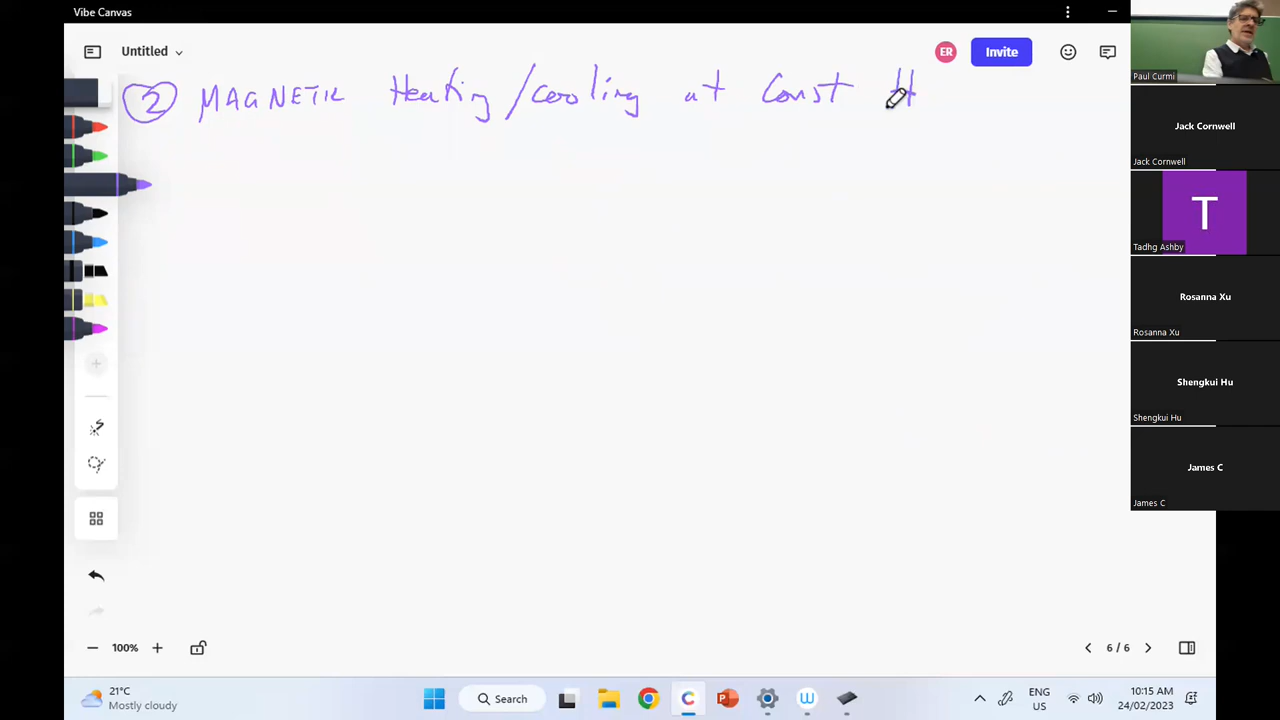 Vibe Canvas
Untitled
ER
Invite
② MAGNETIC Heating/cooling at Const H
Paul Curmi
Jack Cornwell
Jack Cornwell
T
Tadhg Ashby
Rosanna Xu
Rosanna Xu
Shengkui Hu
Shengkui Hu
James C
James C
100%
6 / 6
21°C
Mostly cloudy
Search
ENG
US
10:15 AM
24/02/2023